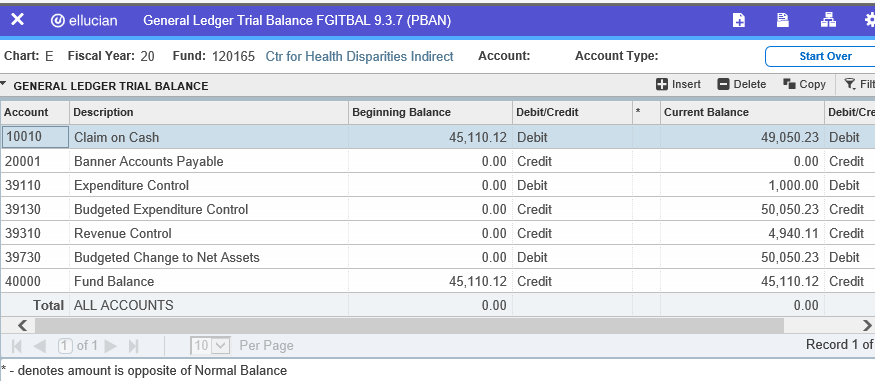 ellucian General Ledger Trial Balance FGITBAL 9.3.7 (PBAN)
Chart: E Fiscal Year: 20 Fund: 120165 Ctr for Health Disparities Indirect Account: Account Type: Start Over
GENERAL LEDGER TRIAL BALANCE Insert Delete Copy Filt
Account Description Beginning Balance Debit/Credit * Current Balance Debit/Cre
10010 Claim on Cash 45,110.12 Debit 49,050.23 Debit
20001 Banner Accounts Payable 0.00 Credit 0.00 Credit
39110 Expenditure Control 0.00 Debit 1,000.00 Debit
39130 Budgeted Expenditure Control 0.00 Credit 50,050.23 Credit
39310 Revenue Control 0.00 Credit 4,940.11 Credit
39730 Budgeted Change to Net Assets 0.00 Debit 50,050.23 Debit
40000 Fund Balance 45,110.12 Credit 45,110.12 Credit
Total ALL ACCOUNTS 0.00 0.00
1 of 1 10 Per Page Record 1 of
* - denotes amount is opposite of Normal Balance